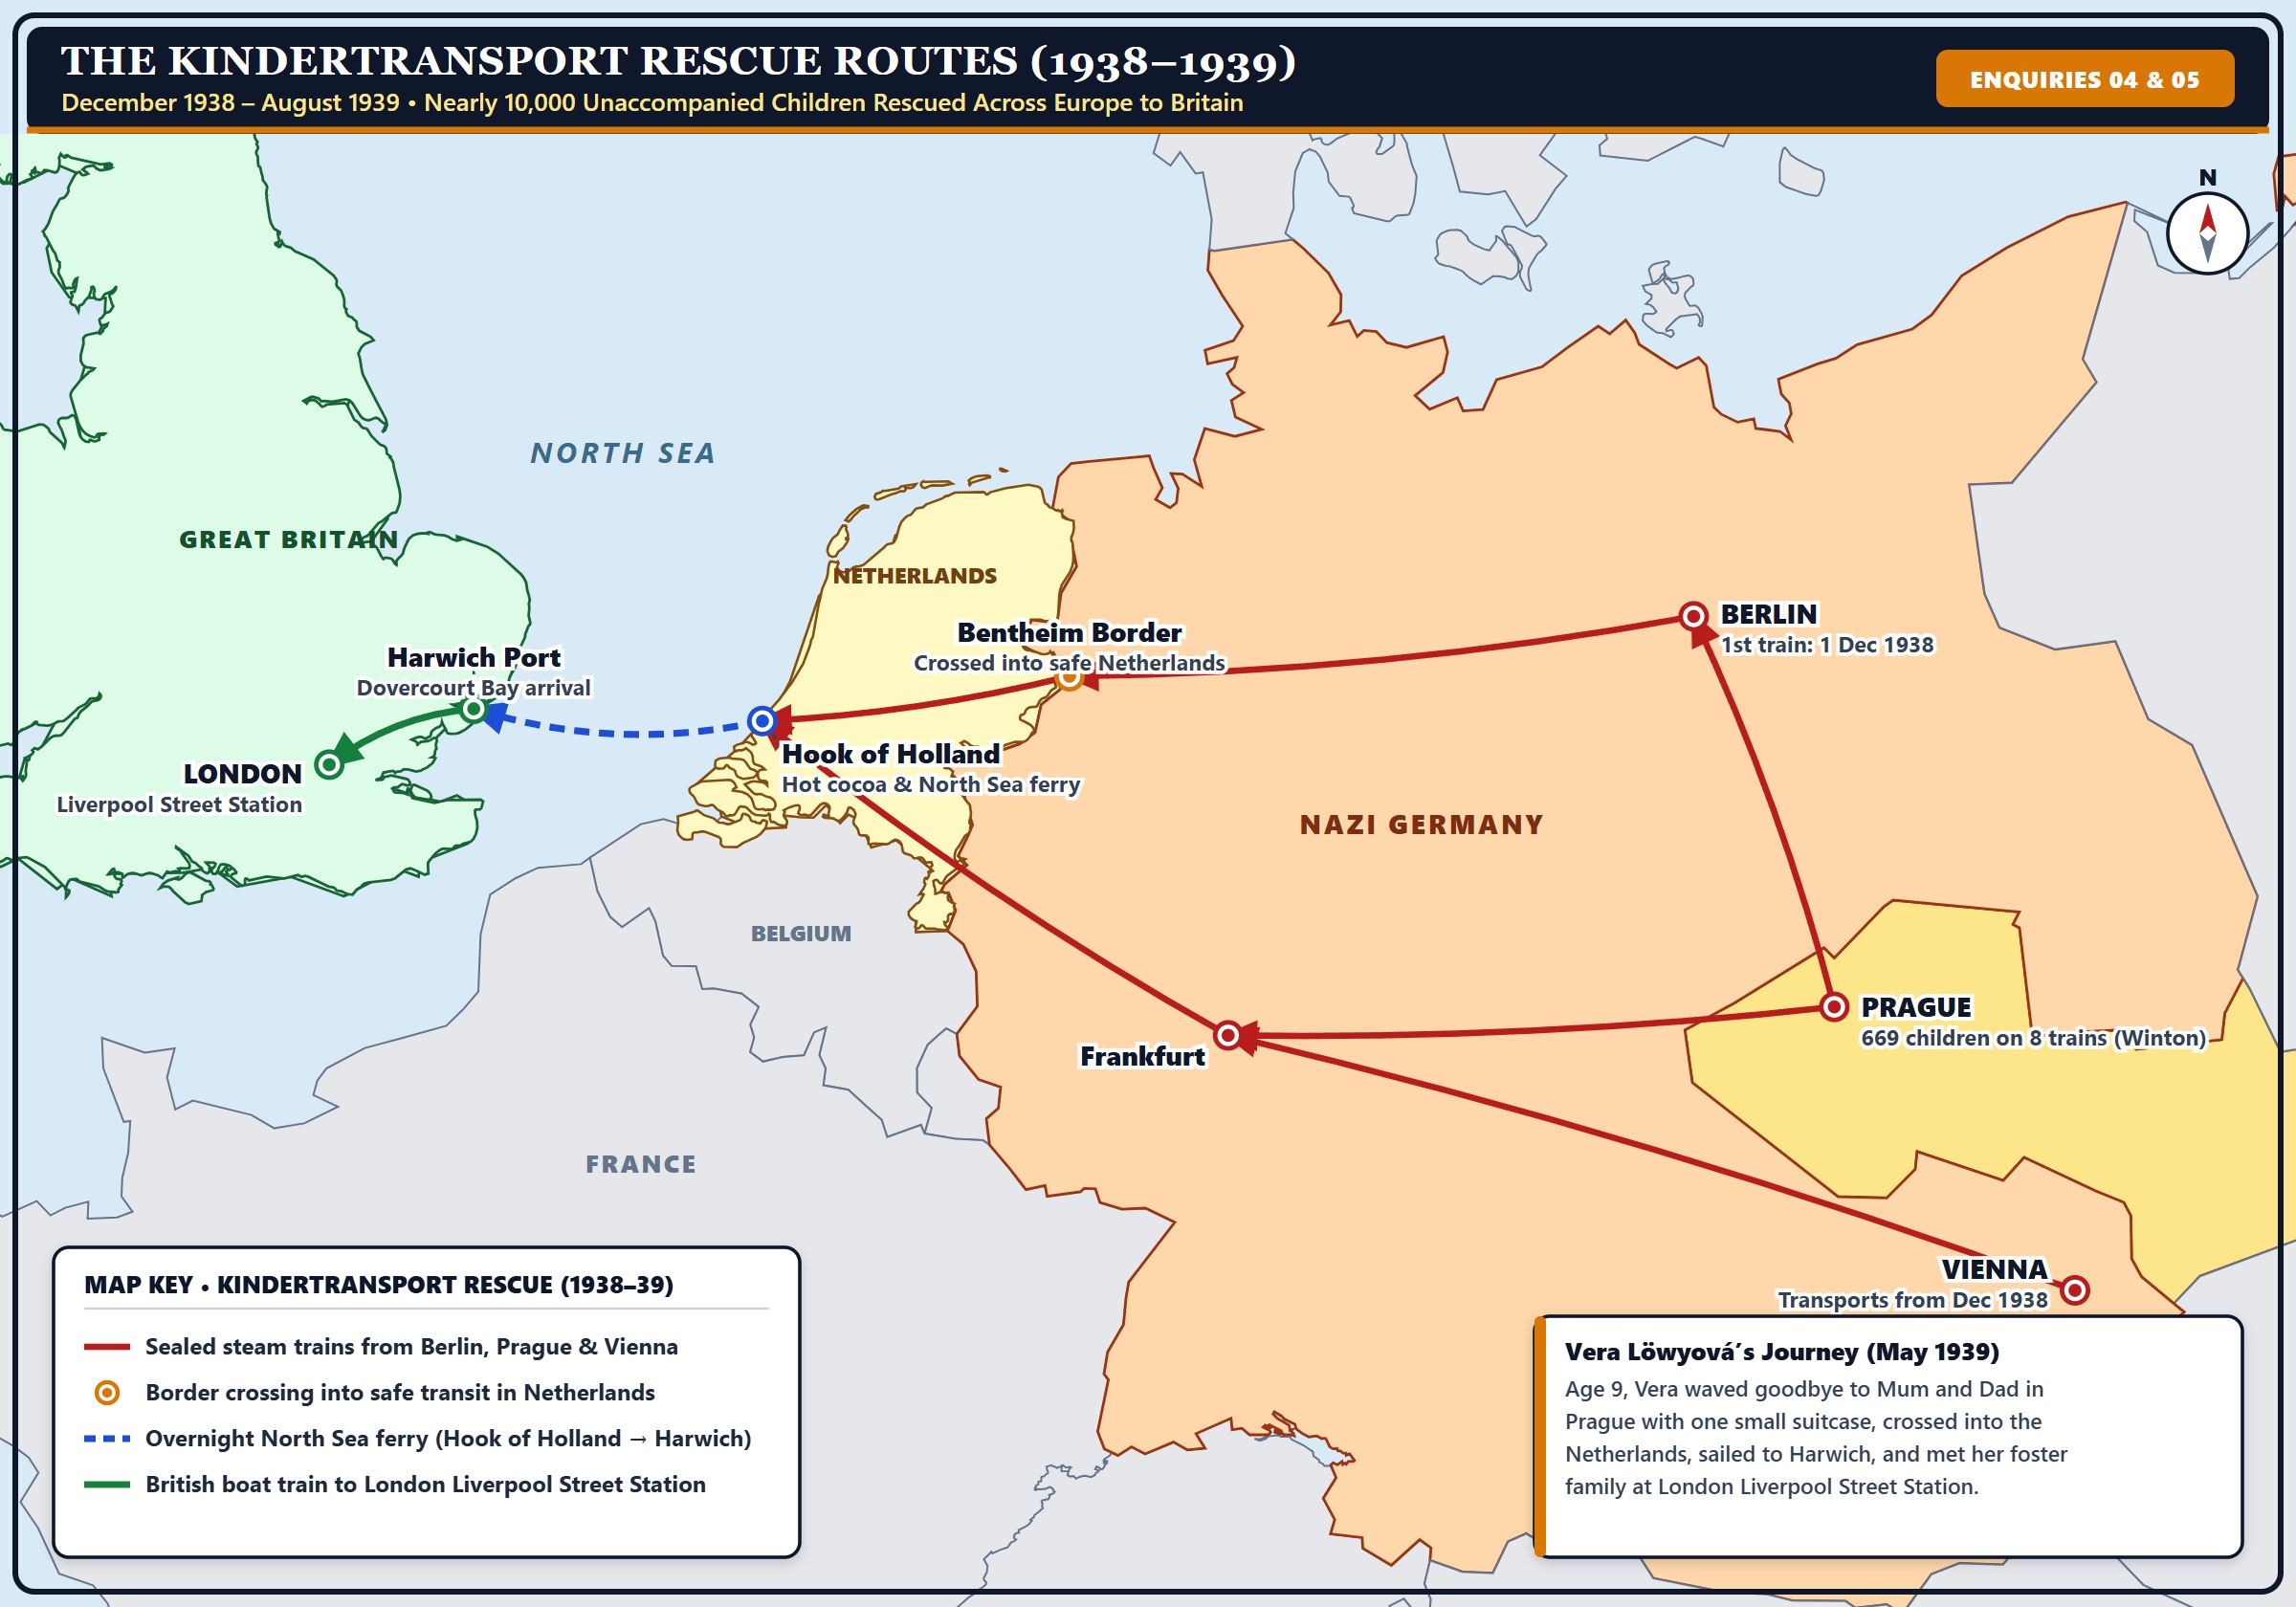 THE KINDERTRANSPORT RESCUE ROUTES (1938–1939)
December 1938 – August 1939 • Nearly 10,000 Unaccompanied Children Rescued Across Europe to Britain
ENQUIRIES 04 & 05
N
NORTH SEA
GREAT BRITAIN
NETHERLANDS
Bentheim Border
Crossed into safe Netherlands
BERLIN
1st train: 1 Dec 1938
Harwich Port
Dovercourt Bay arrival
Hook of Holland
Hot cocoa & North Sea ferry
LONDON
Liverpool Street Station
NAZI GERMANY
BELGIUM
PRAGUE
669 children on 8 trains (Winton)
Frankfurt
FRANCE
VIENNA
Transports from Dec 1938
MAP KEY • KINDERTRANSPORT RESCUE (1938–39)
Sealed steam trains from Berlin, Prague & Vienna
Border crossing into safe transit in Netherlands
Overnight North Sea ferry (Hook of Holland → Harwich)
British boat train to London Liverpool Street Station
Vera Löwyová´s Journey (May 1939)
Age 9, Vera waved goodbye to Mum and Dad in
Prague with one small suitcase, crossed into the
Netherlands, sailed to Harwich, and met her foster
family at London Liverpool Street Station.